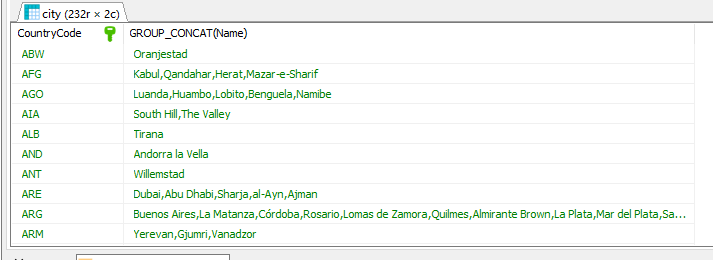 city (232r × 2c)
CountryCode GROUP_CONCAT(Name)
ABW Oranjestad
AFG Kabul,Qandahar,Herat,Mazar-e-Sharif
AGO Luanda,Huambo,Lobito,Benguela,Namibe
AIA South Hill,The Valley
ALB Tirana
AND Andorra la Vella
ANT Willemstad
ARE Dubai,Abu Dhabi,Sharja,al-Ayn,Ajman
ARG Buenos Aires,La Matanza,Córdoba,Rosario,Lomas de Zamora,Quilmes,Almirante Brown,La Plata,Mar del Plata,Sa...
ARM Yerevan,Gjumri,Vanadzor